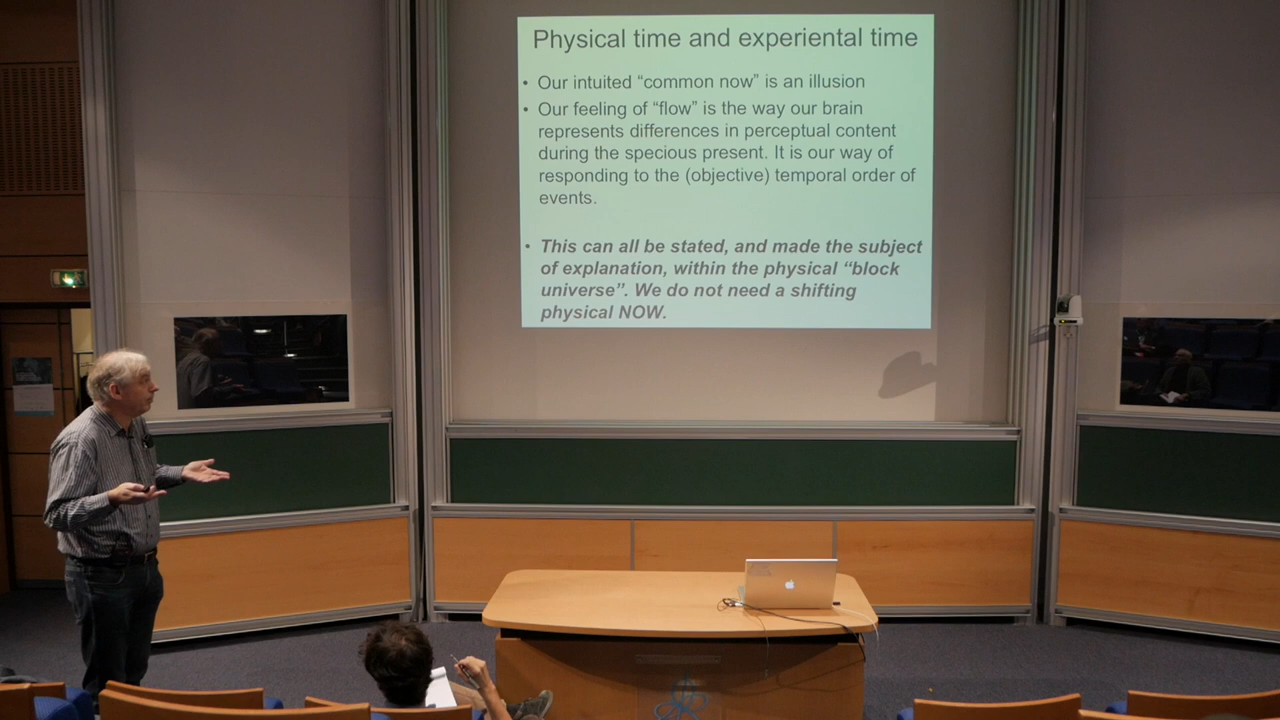 Physical time and experiental time
• Our intuited “common now” is an illusion
• Our feeling of “flow” is the way our brain
represents differences in perceptual content
during the specious present. It is our way of
responding to the (objective) temporal order of
events.
• This can all be stated, and made the subject
of explanation, within the physical “block
universe”. We do not need a shifting
physical NOW.